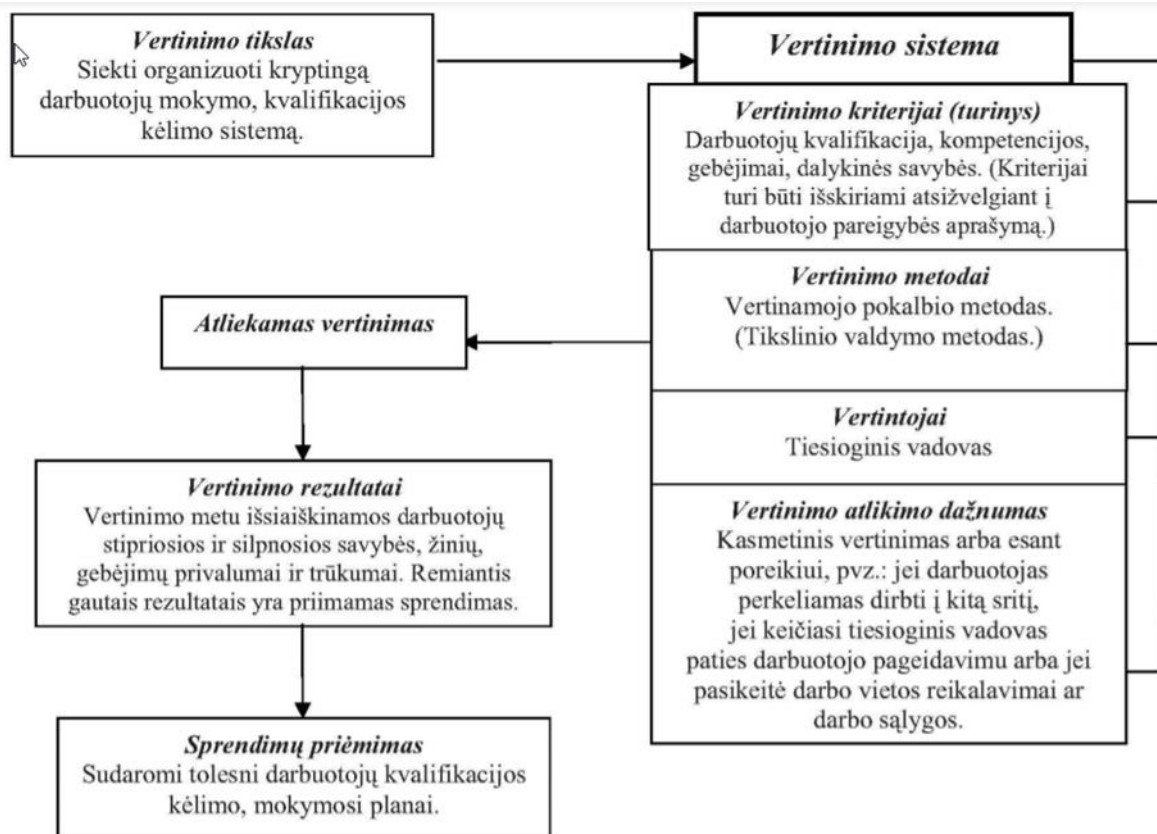 Vertinimo tikslas
Siekti organizuoti kryptingą
darbuotojų mokymo, kvalifikacijos
kėlimo sistemą.
Vertinimo sistema
Vertinimo kriterijai (turinys)
Darbuotojų kvalifikacija, kompetencijos,
gebėjimai, dalykinės savybės. (Kriterijai
turi būti išskiriami atsižvelgiant į
darbuotojo pareigybės aprašymą.)
Vertinimo metodai
Vertinamojo pokalbio metodas.
(Tikslinio valdymo metodas.)
Vertintojai
Tiesioginis vadovas
Vertinimo atlikimo dažnumas
Kasmetinis vertinimas arba esant
poreikiui, pvz.: jei darbuotojas
perkeliamas dirbti į kitą sritį,
jei keičiasi tiesioginis vadovas
paties darbuotojo pageidavimu arba jei
pasikeitė darbo vietos reikalavimai ar
darbo sąlygos.
Atliekamas vertinimas
Vertinimo rezultatai
Vertinimo metu išsiaiškinamos darbuotojų
stipriosios ir silpnosios savybės, žinių,
gebėjimų privalumai ir trūkumai. Remiantis
gautais rezultatais yra priimamas sprendimas.
Sprendimų priėmimas
Sudaromi tolesni darbuotojų kvalifikacijos
kėlimo, mokymosi planai.